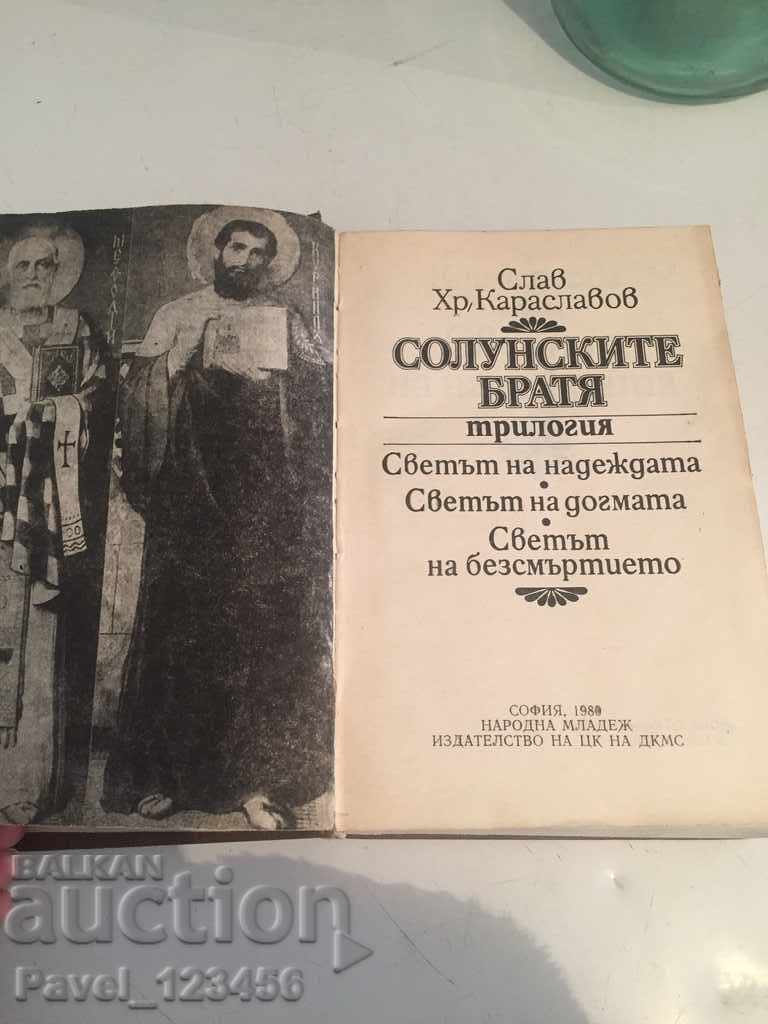 Слав
Хр. Караславов
СОЛУНСКИТЕ
БРАТЯ
трилогия
Светът на надеждата
•
Светът на догмата
•
Светът
на безсмъртието
СОФИЯ, 1980
НАРОДНА МЛАДЕЖ
ИЗДАТЕЛСТВО НА ЦК НА ДКМС
BALKAN
auction
Pavel_123456